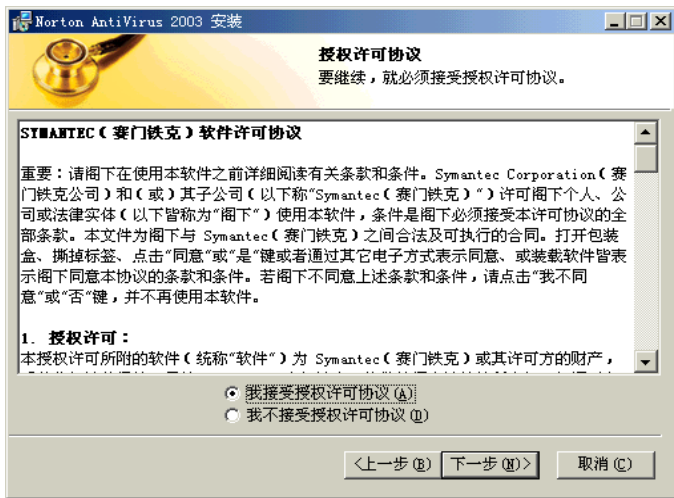 Norton AntiVirus 2003 安装
授权许可协议
要继续，就必须接受授权许可协议。
SYMANTEC（赛门铁克）软件许可协议
重要：请阁下在使用本软件之前详细阅读有关条款和条件。Symantec Corporation（赛
门铁克公司）和（或）其子公司（以下称“Symantec（赛门铁克）”）许可阁下个人、公
司或法律实体（以下皆称为“阁下”）使用本软件，条件是阁下必须接受本许可协议的全
部条款。本文件为阁下与 Symantec（赛门铁克）之间合法及可执行的合同。打开包装
盒、撕掉标签、点击“同意”或“是”键或者通过其它电子方式表示同意、或装载软件皆表
示阁下同意本协议的条款和条件。若阁下不同意上述条款和条件，请点击“我不同
意”或“否”键，并不再使用本软件。
1. 授权许可：
本授权许可所附的软件（统称“软件”）为 Symantec（赛门铁克）或其许可方的财产，
我接受授权许可协议(A)
我不接受授权许可协议(D)
<上一步(B) 下一步(N)> 取消(C)